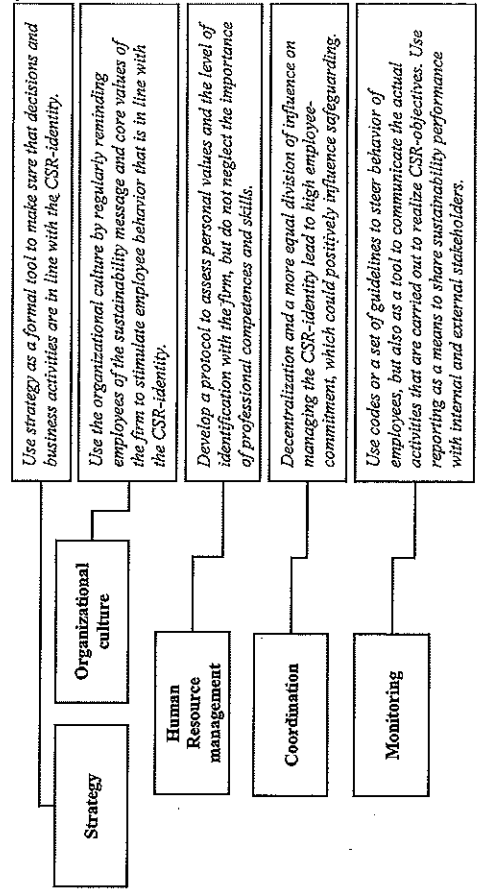 Strategy
Use strategy as a formal tool to make sure that decisions and
business activities are in line with the CSR-identity.
Organizational
culture
Use the organizational culture by regularly reminding
employees of the sustainability message and core values of
the firm to stimulate employee behavior that is in line with
the CSR-identity.
Human
Resource
management
Develop a protocol to assess personal values and the level of
identification with the firm, but do not neglect the importance
of professional competences and skills.
Coordination
Decentralization and a more equal division of influence on
managing the CSR-identity lead to high employee-
commitment, which could positively influence safeguarding.
Monitoring
Use codes or a set of guidelines to steer behavior of
employees, but also as a tool to communicate the actual
activities that are carried out to realize CSR-objectives. Use
reporting as a means to share sustainability performance
with internal and external stakeholders.